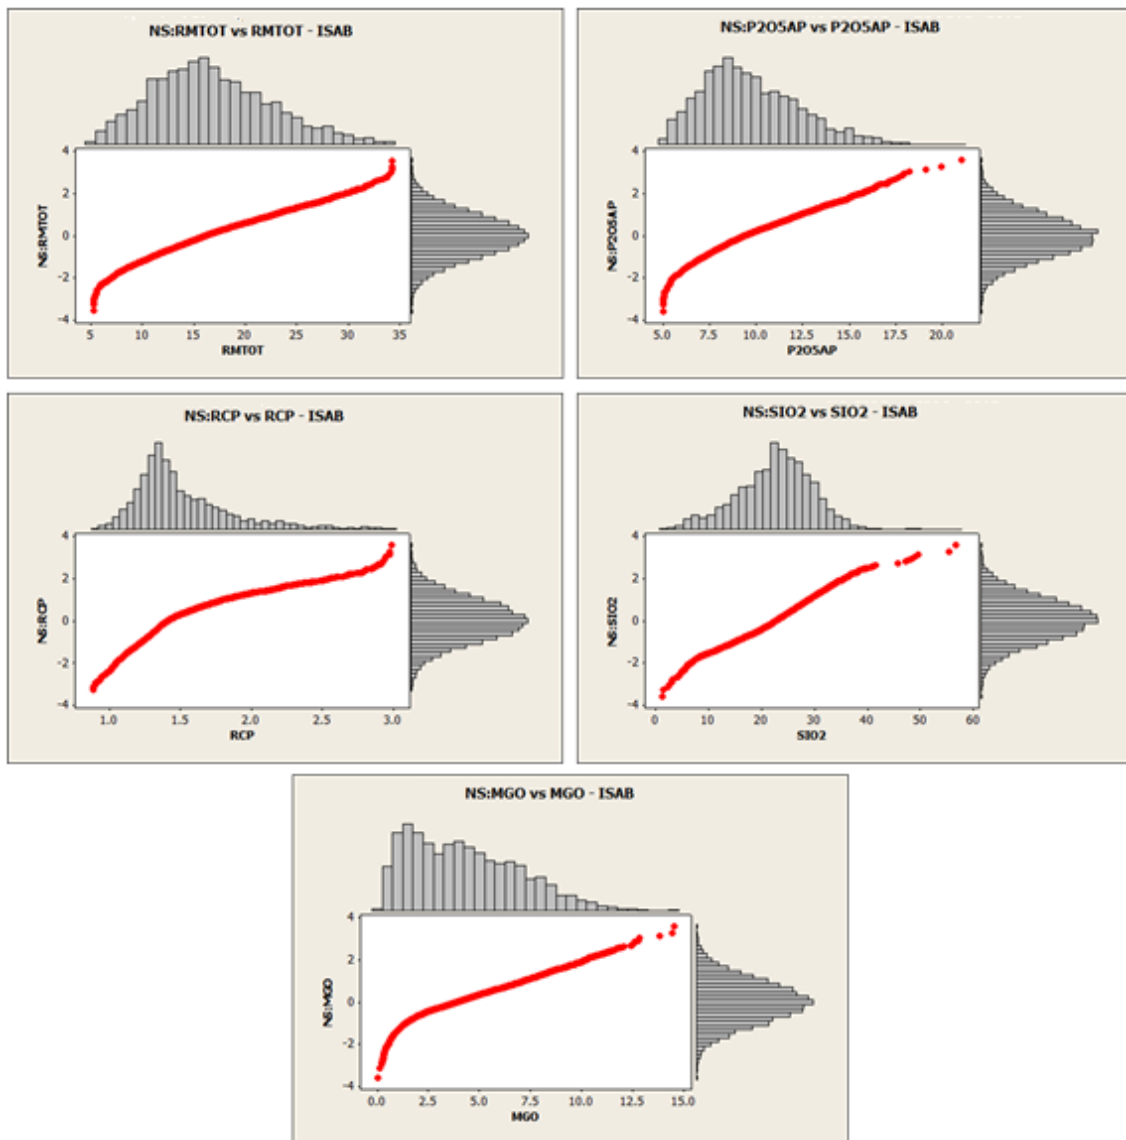 NS:RMTOT vs RMTOT - ISAB
4
2
0
-2
-4
NS:RMTOT
5 10 15 20 25 30 35
RMTOT
NS:P2O5AP vs P2O5AP - ISAB
4
2
0
-2
-4
NS:P2O5AP
5.0 7.5 10.0 12.5 15.0 17.5 20.0
P2O5AP
NS:RCP vs RCP - ISAB
4
2
0
-2
-4
NS:RCP
1.0 1.5 2.0 2.5 3.0
RCP
NS:SIO2 vs SIO2 - ISAB
4
2
0
-2
-4
NS:SIO2
0 10 20 30 40 50 60
SIO2
NS:MGO vs MGO - ISAB
4
2
0
-2
-4
NS:MGO
0.0 2.5 5.0 7.5 10.0 12.5 15.0
MGO